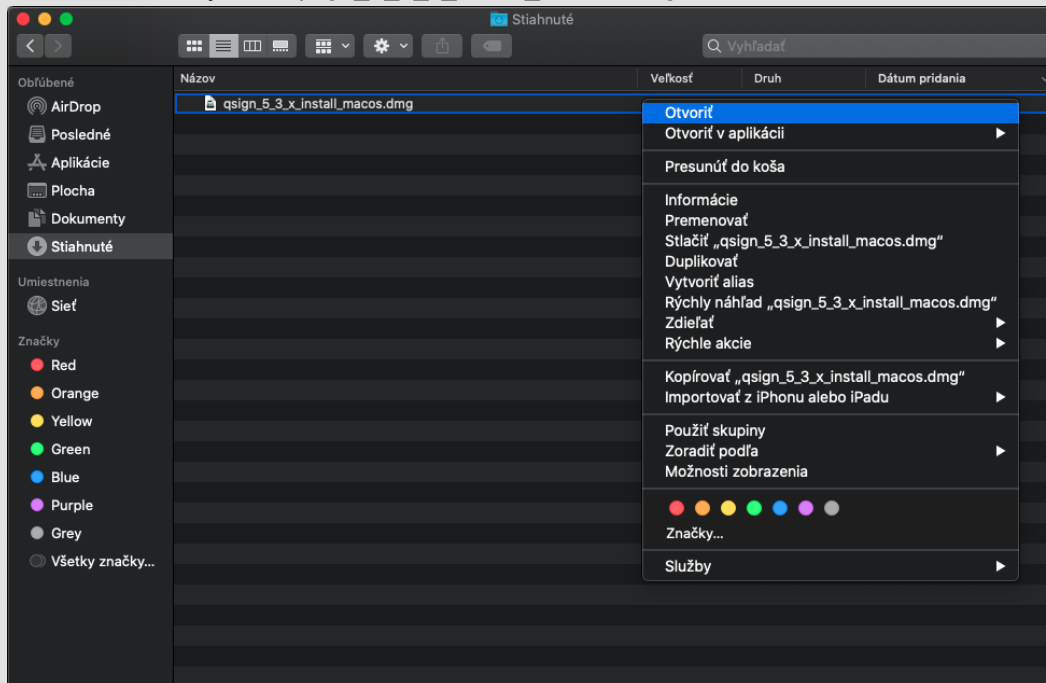 Stiahnuté
Vyhľadať
Obľúbené
AirDrop
Posledné
Aplikácie
Plocha
Dokumenty
Stiahnuté
Umiestnenia
Sieť
Značky
Red
Orange
Yellow
Green
Blue
Purple
Grey
Všetky značky...
Názov Veľkosť Druh Dátum pridania
qsign_5_3_x_install_macos.dmg
Otvoriť
Otvoriť v aplikácii
Presunúť do koša
Informácie
Premenovať
Stlačiť „qsign_5_3_x_install_macos.dmg“
Duplikovať
Vytvoriť alias
Rýchly náhľad „qsign_5_3_x_install_macos.dmg“
Zdieľať
Rýchle akcie
Kopírovať „qsign_5_3_x_install_macos.dmg“
Importovať z iPhonu alebo iPadu
Použiť skupiny
Zoradiť podľa
Možnosti zobrazenia
Značky...
Služby